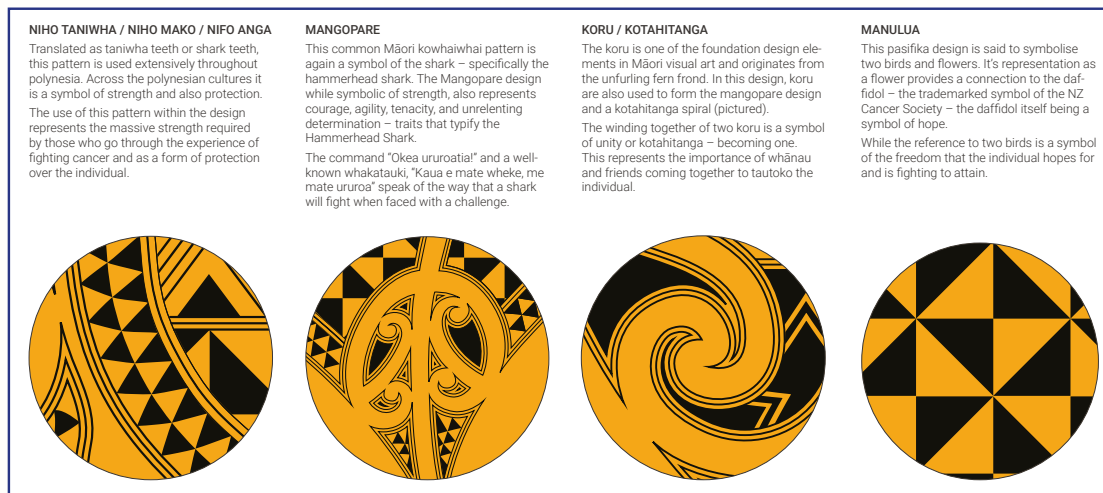 NIHO TANIWHA / NIHO MAKO / NIFO ANGA
Translated as taniwha teeth or shark teeth,
this pattern is used extensively throughout
polynesia. Across the polynesian cultures it
is a symbol of strength and also protection.
The use of this pattern within the design
represents the massive strength required
by those who go through the experience of
fighting cancer and as a form of protection
over the individual.
MANGOPARE
This common Māori kowhaiwhai pattern is
again a symbol of the shark – specifically the
hammerhead shark. The Mangopare design
while symbolic of strength, also represents
courage, agility, tenacity, and unrelenting
determination – traits that typify the
Hammerhead Shark.
The command “Okea ururoatia!” and a well-
known whakatauki, “Kaua e mate wheke, me
mate ururoa” speak of the way that a shark
will fight when faced with a challenge.
KORU / KOTAHITANGA
The koru is one of the foundation design ele-
ments in Māori visual art and originates from
the unfurling fern frond. In this design, koru
are also used to form the mangopare design
and a kotahitanga spiral (pictured).
The winding together of two koru is a symbol
of unity or kotahitanga – becoming one.
This represents the importance of whānau
and friends coming together to tautoko the
individual.
MANULUA
This pasifika design is said to symbolise
two birds and flowers. It’s representation as
a flower provides a connection to the daf-
fidol – the trademarked symbol of the NZ
Cancer Society – the daffidol itself being a
symbol of hope.
While the reference to two birds is a symbol
of the freedom that the individual hopes for
and is fighting to attain.